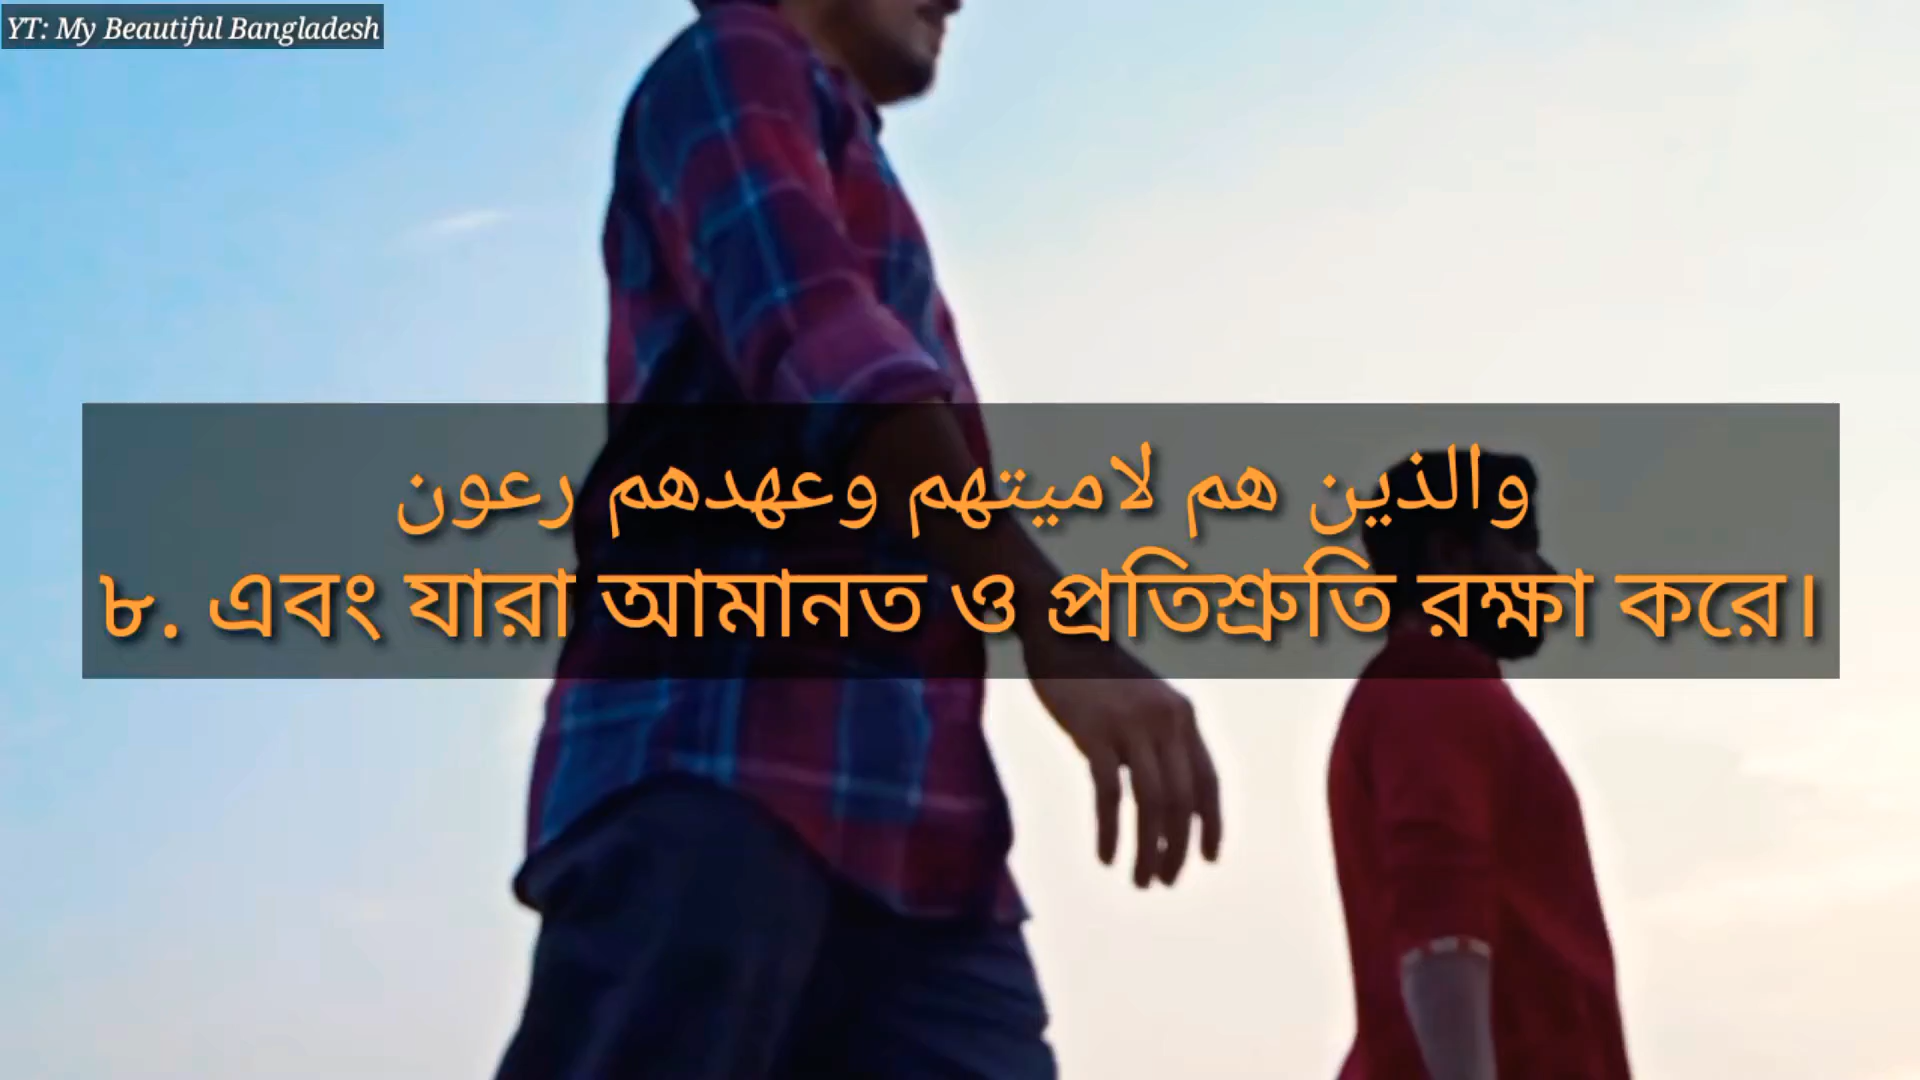 YT: My Beautiful Bangladesh
والذين هم لاميتهم وعهدهم رعون
৮. এবং যারা আমানত ও প্রতিশ্রুতি রক্ষা করে।